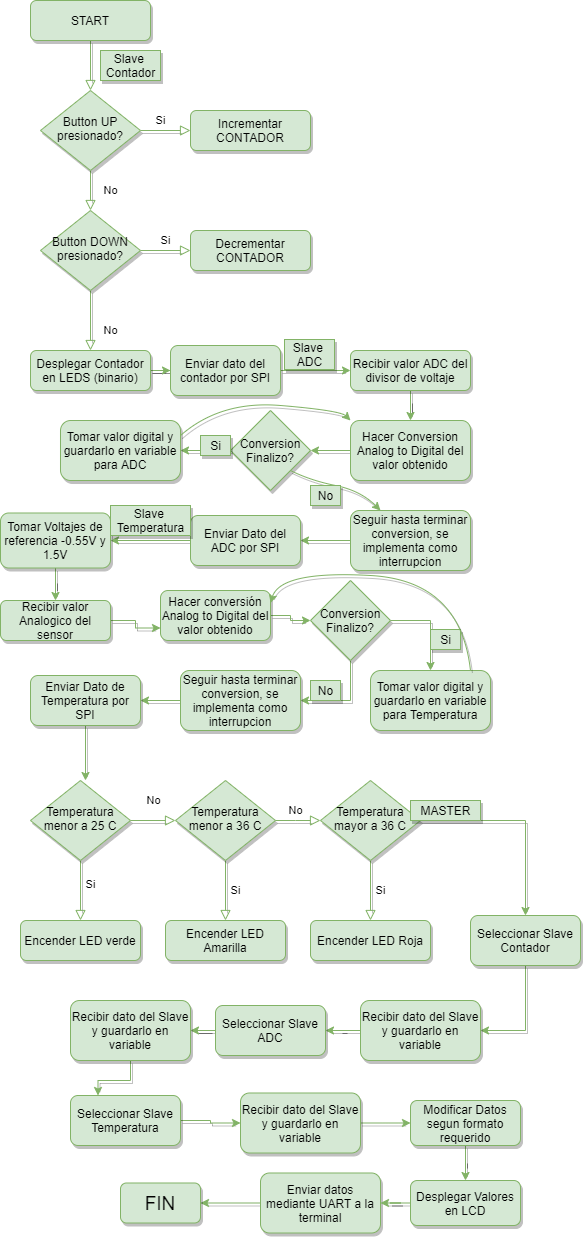 START
Slave
Contador
Button UP
presionado?
Si
Incrementar
CONTADOR
No
Button DOWN
presionado?
Si
Decrementar
CONTADOR
No
Desplegar Contador
en LEDS (binario)
Enviar dato del
contador por SPI
Slave
ADC
Recibir valor ADC del
divisor de voltaje
Hacer Conversion
Analog to Digital del
valor obtenido
Conversion
Finalizo?
Si
Tomar valor digital y
guardarlo en variable
para ADC
No
Seguir hasta terminar
conversion, se
implementa como
interrupcion
Enviar Dato del
ADC por SPI
Slave
Temperatura
Tomar Voltajes de
referencia -0.55V y
1.5V
Recibir valor
Analogico del
sensor
Hacer conversión
Analog to Digital del
valor obtenido
Conversion
Finalizo?
Si
Tomar valor digital y
guardarlo en variable
para Temperatura
No
Seguir hasta terminar
conversion, se
implementa como
interrupcion
Enviar Dato de
Temperatura por
SPI
Temperatura
menor a 25 C
No
Temperatura
menor a 36 C
No
Temperatura
mayor a 36 C
MASTER
Si
Si
Si
Encender LED verde
Encender LED
Amarilla
Encender LED Roja
Seleccionar Slave
Contador
Recibir dato del Slave
y guardarlo en
variable
Seleccionar Slave
ADC
Recibir dato del Slave
y guardarlo en
variable
Seleccionar Slave
Temperatura
Recibir dato del Slave
y guardarlo en
variable
Modificar Datos
segun formato
requerido
Desplegar Valores
en LCD
Enviar datos
mediante UART a la
terminal
FIN